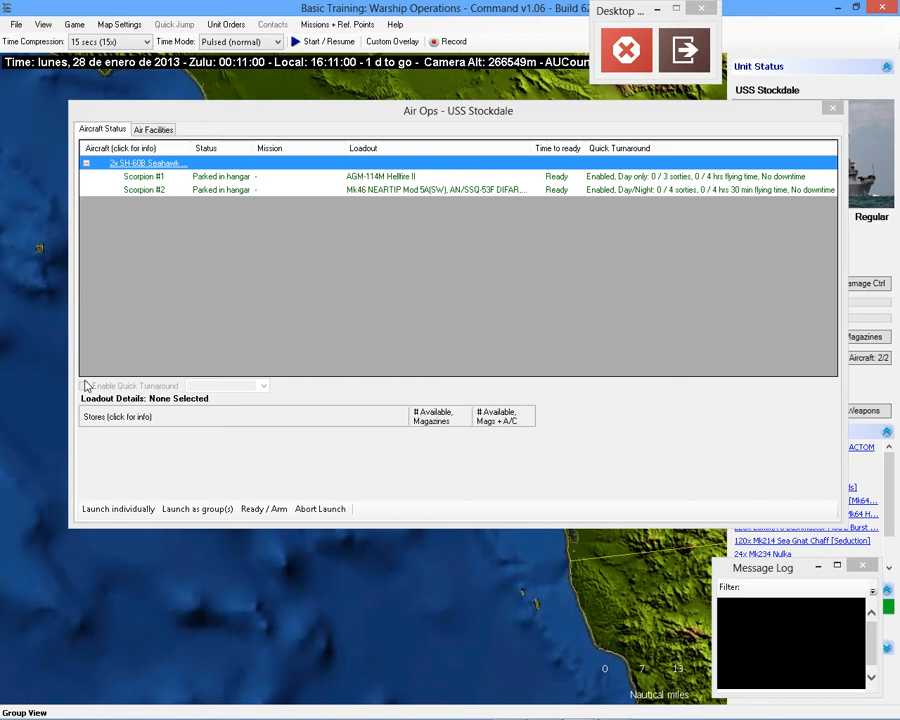 Basic Training: Warship Operations - Command v1.06 - Build 6
Desktop ...
File View Game Map Settings Quick Jump Unit Orders Contacts Missions + Ref. Points Help
Time Compression: 15 secs (15x) Time Mode: Pulsed (normal) Start / Resume Custom Overlay Record
Time: lunes, 28 de enero de 2013 - Zulu: 00:11:00 - Local: 16:11:00 - 1 d to go - Camera Alt: 266549m - AUCoun
Unit Status
USS Stockdale
Air Ops - USS Stockdale
Aircraft Status Air Facilities
Aircraft (click for info) Status Mission Loadout Time to ready Quick Turnaround
2x SH-60B Seahawk ...
Scorpion #1 Parked in hangar - AGM-114M Hellfire II Ready Enabled, Day only: 0 / 3 sorties, 0 / 4 hrs flying time, No downtime
Scorpion #2 Parked in hangar - Mk46 NEARTIP Mod 5A(SW), AN/SSQ-53F DIFAR,... Ready Enabled, Day/Night: 0 / 4 sorties, 0 / 4 hrs 30 min flying time, No downtime
Regular
amage Ctrl
Magazines
Aircraft: 2/2
Weapons
Enable Quick Turnaround
Loadout Details: None Selected
Stores (click for info) # Available, Magazines # Available, Mags + A/C
Launch individually Launch as group(s) Ready / Arm Abort Launch
ACTOM
ds]
[Mk64...
Mk64 H...
120x Mk214 Sea Gnat Chaff [Seduction]
24x Mk234 Nulka
Message Log
Filter:
0 7 13
Nautical miles
Group View